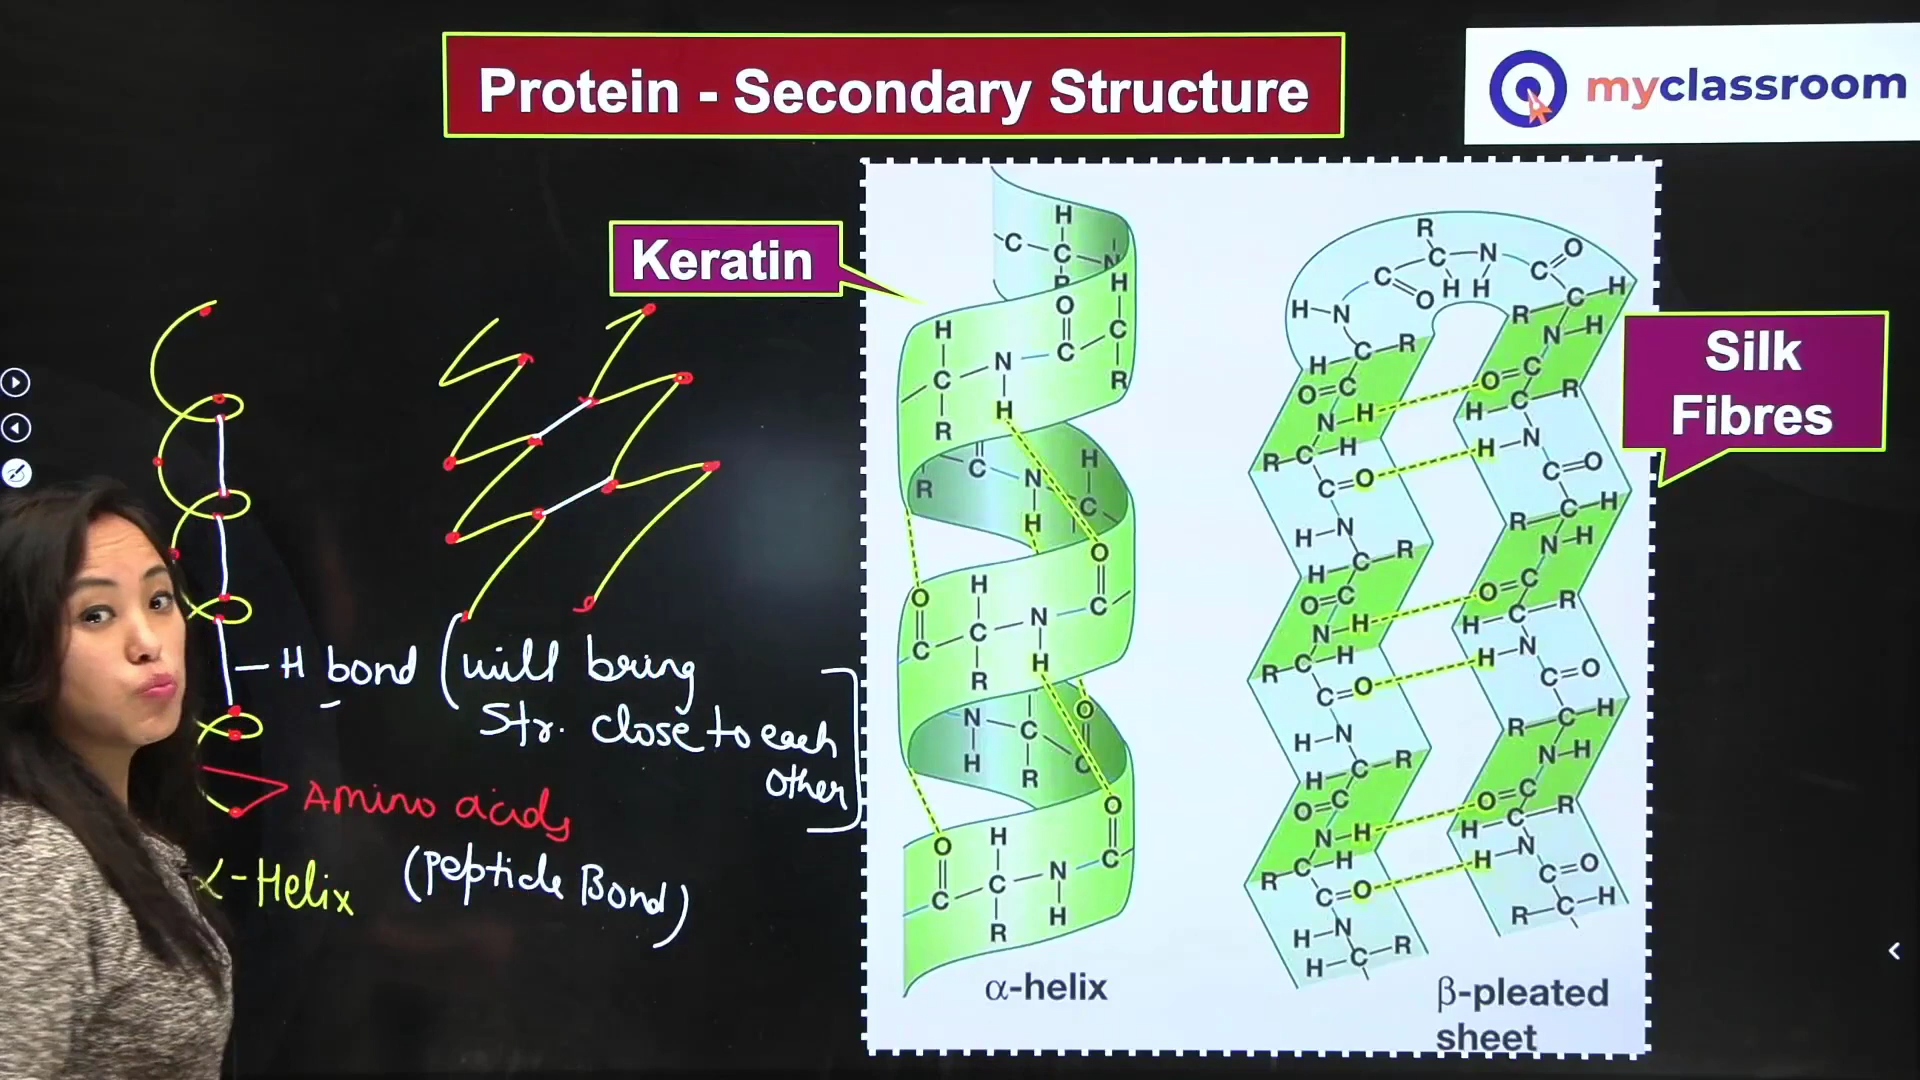 Protein - Secondary Structure
myclassroom
Keratin
Silk
Fibres
H bond (will bring
Str. close to each
other
Amino acids
α-Helix (Peptide Bond)
α-helix
β-pleated
sheet